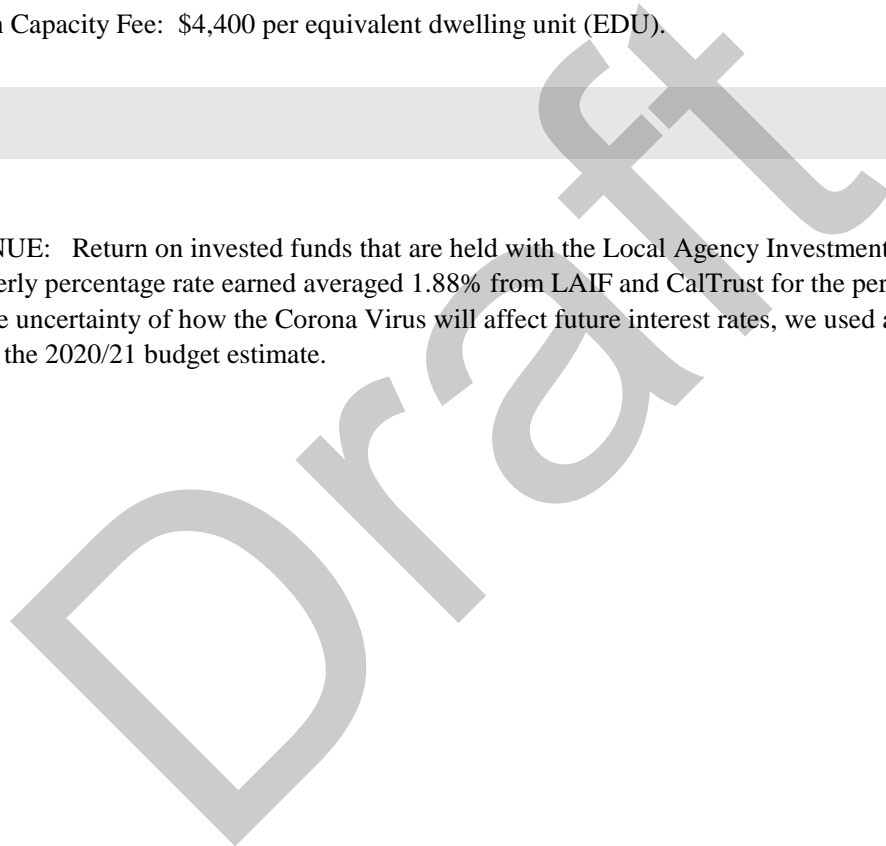 n Capacity Fee: $4,400 per equivalent dwelling unit (EDU).
NUE: Return on invested funds that are held with the Local Agency Investment
erly percentage rate earned averaged 1.88% from LAIF and CalTrust for the per
e uncertainty of how the Corona Virus will affect future interest rates, we used a
the 2020/21 budget estimate.
Draft